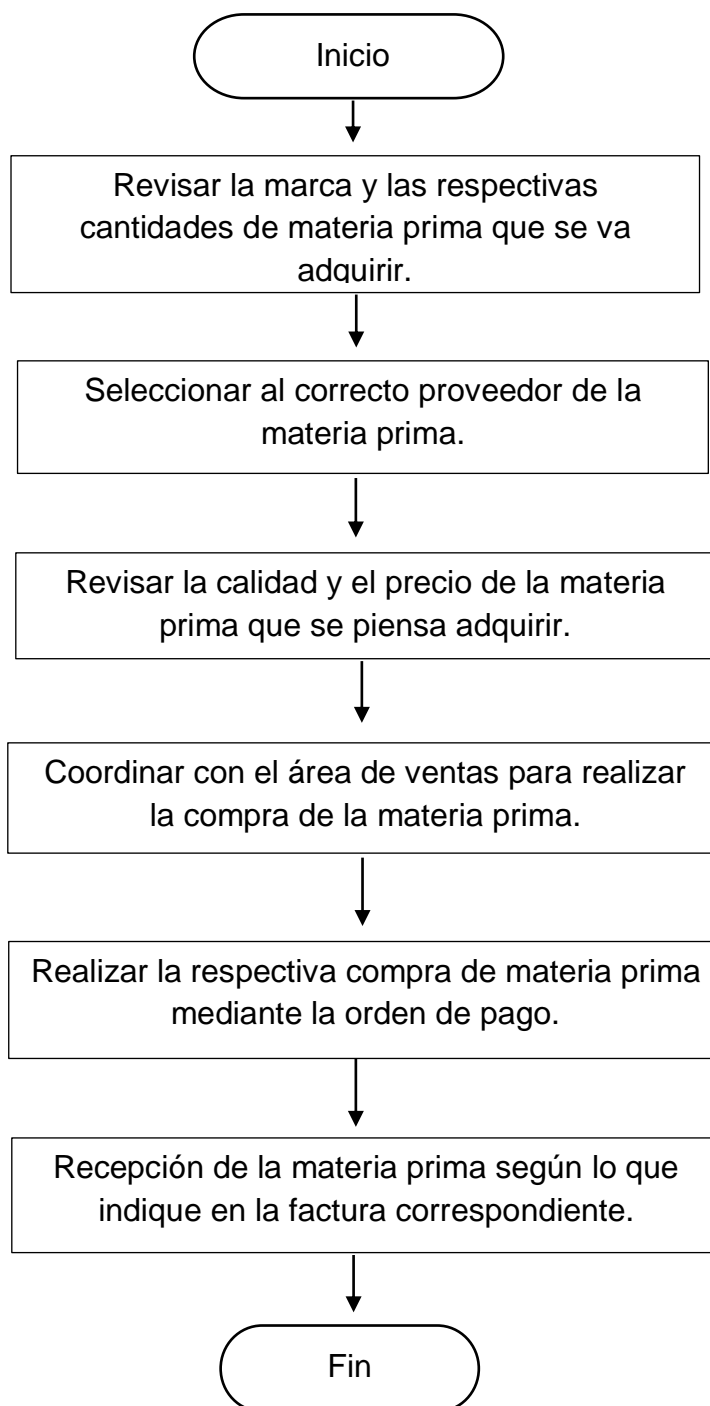 Inicio
Revisar la marca y las respectivas
cantidades de materia prima que se va
adquirir.
Seleccionar al correcto proveedor de la
materia prima.
Revisar la calidad y el precio de la materia
prima que se piensa adquirir.
Coordinar con el área de ventas para realizar
la compra de la materia prima.
Realizar la respectiva compra de materia prima
mediante la orden de pago.
Recepción de la materia prima según lo que
indique en la factura correspondiente.
Fin